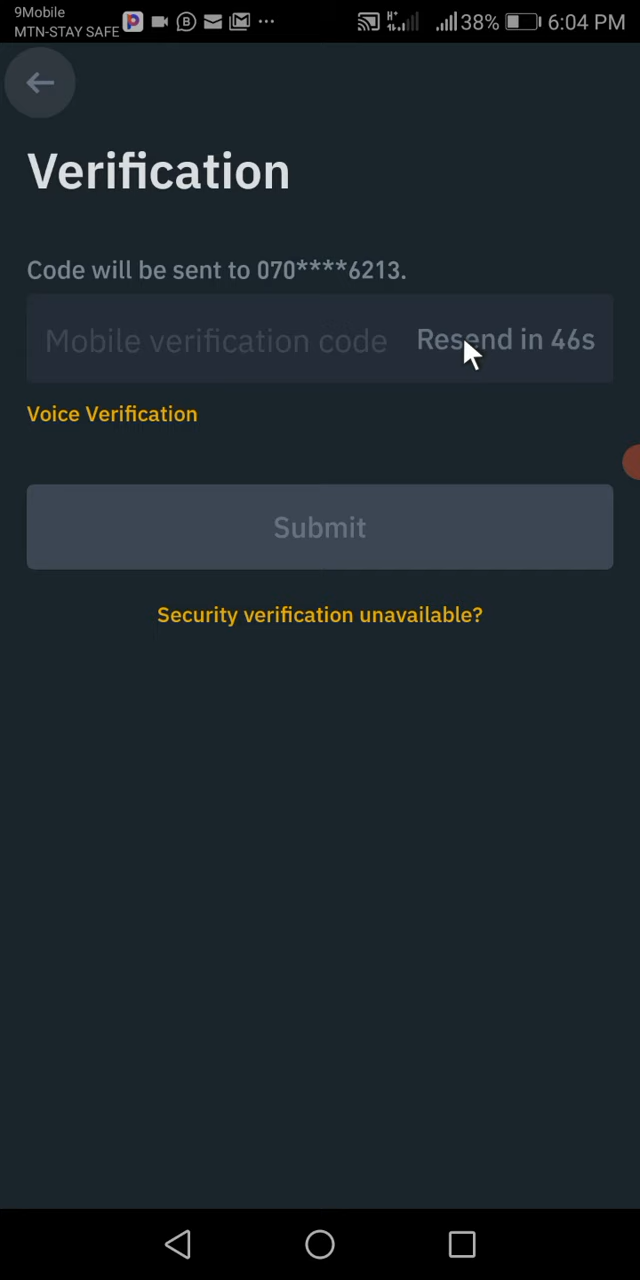 9Mobile
MTN-STAY SAFE 38% 6:04 PM
Verification
Code will be sent to 070****6213.
Mobile verification code Resend in 46s
Voice Verification
Submit
Security verification unavailable?